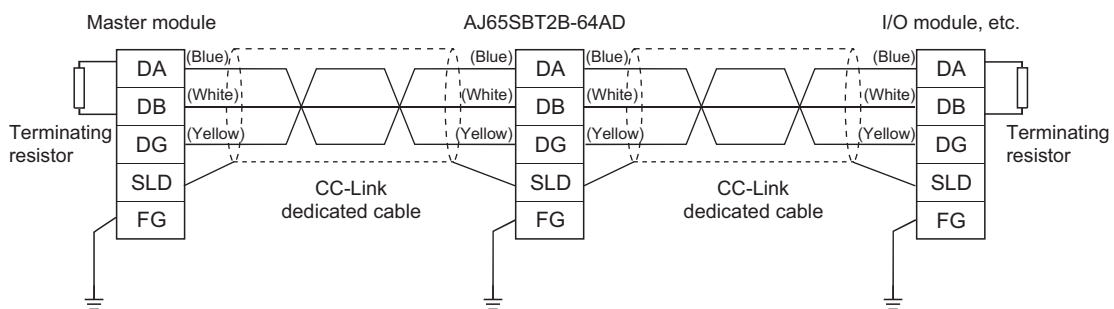 Master module
AJ65SBT2B-64AD
I/O module, etc.
DA (Blue) (Blue) DA (Blue) (Blue) DA
DB (White) (White) DB (White) (White) DB
DG (Yellow) (Yellow) DG (Yellow) (Yellow) DG
SLD SLD SLD
FG FG FG
Terminating
resistor
CC-Link
dedicated cable
CC-Link
dedicated cable
Terminating
resistor